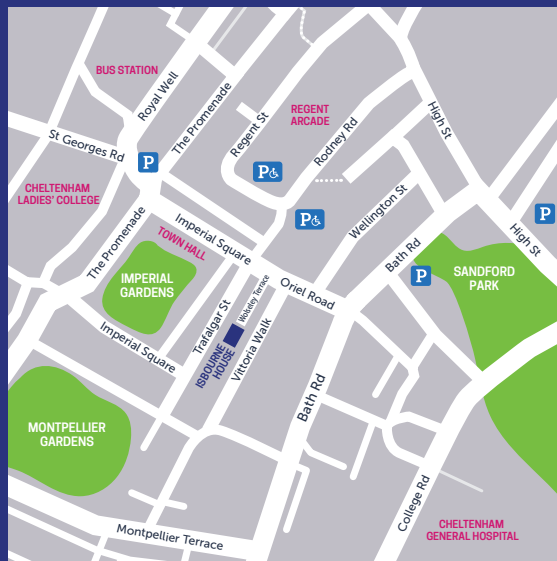 BUS STATION
Royal Well
The Promenade
Regent St
REGENT
ARCADE
Rodney Rd
High St
St Georges Rd
P
P♿
CHELTENHAM
LADIES' COLLEGE
The Promenade
Imperial Square
TOWN HALL
P♿
Wellington St
Bath Rd
P
High St
P
SANDFORD
PARK
IMPERIAL
GARDENS
Oriel Road
Trafalgar St
Wolseley Terrace
ISBOURNE
HOUSE
Vittoria Walk
Imperial Square
Bath Rd
MONTPELLIER
GARDENS
College Rd
Montpellier Terrace
CHELTENHAM
GENERAL HOSPITAL